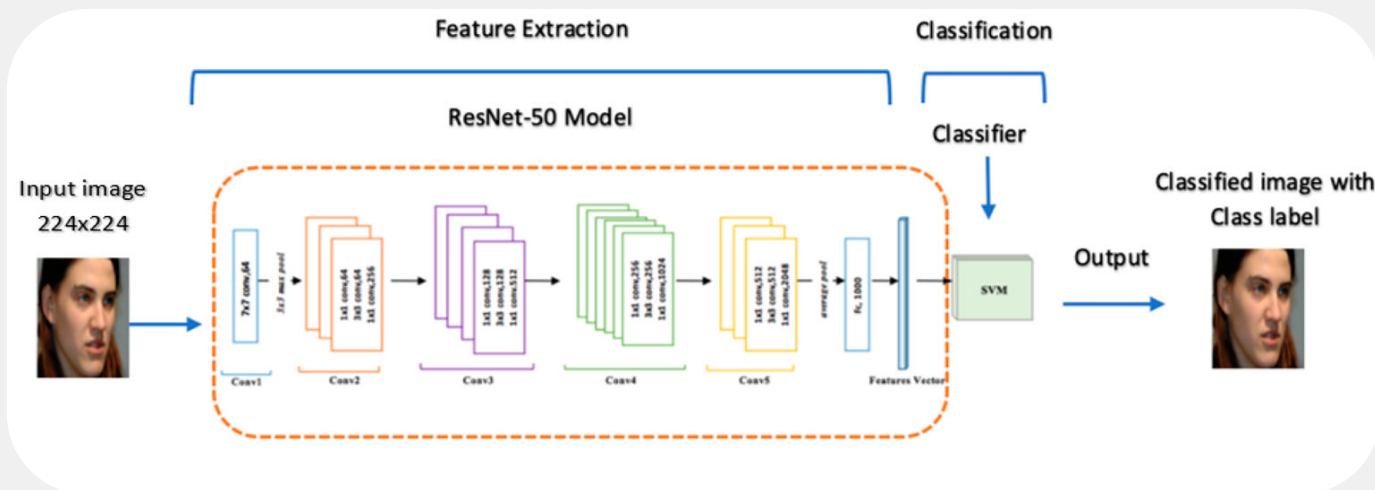 Feature Extraction
Classification
ResNet-50 Model
Classifier
Input image
224x224
Classified image with
Class label
7x7 conv,64
3x3 max pool
1x1 conv,64
3x3 conv,64
1x1 conv,256
1x1 conv,128
3x3 conv,128
1x1 conv,512
1x1 conv,256
3x3 conv,256
1x1 conv,1024
1x1 conv,512
3x3 conv,512
1x1 conv,2048
average pool
fc, 1000
SVM
Output
Conv1
Conv2
Conv3
Conv4
Conv5
Features Vector